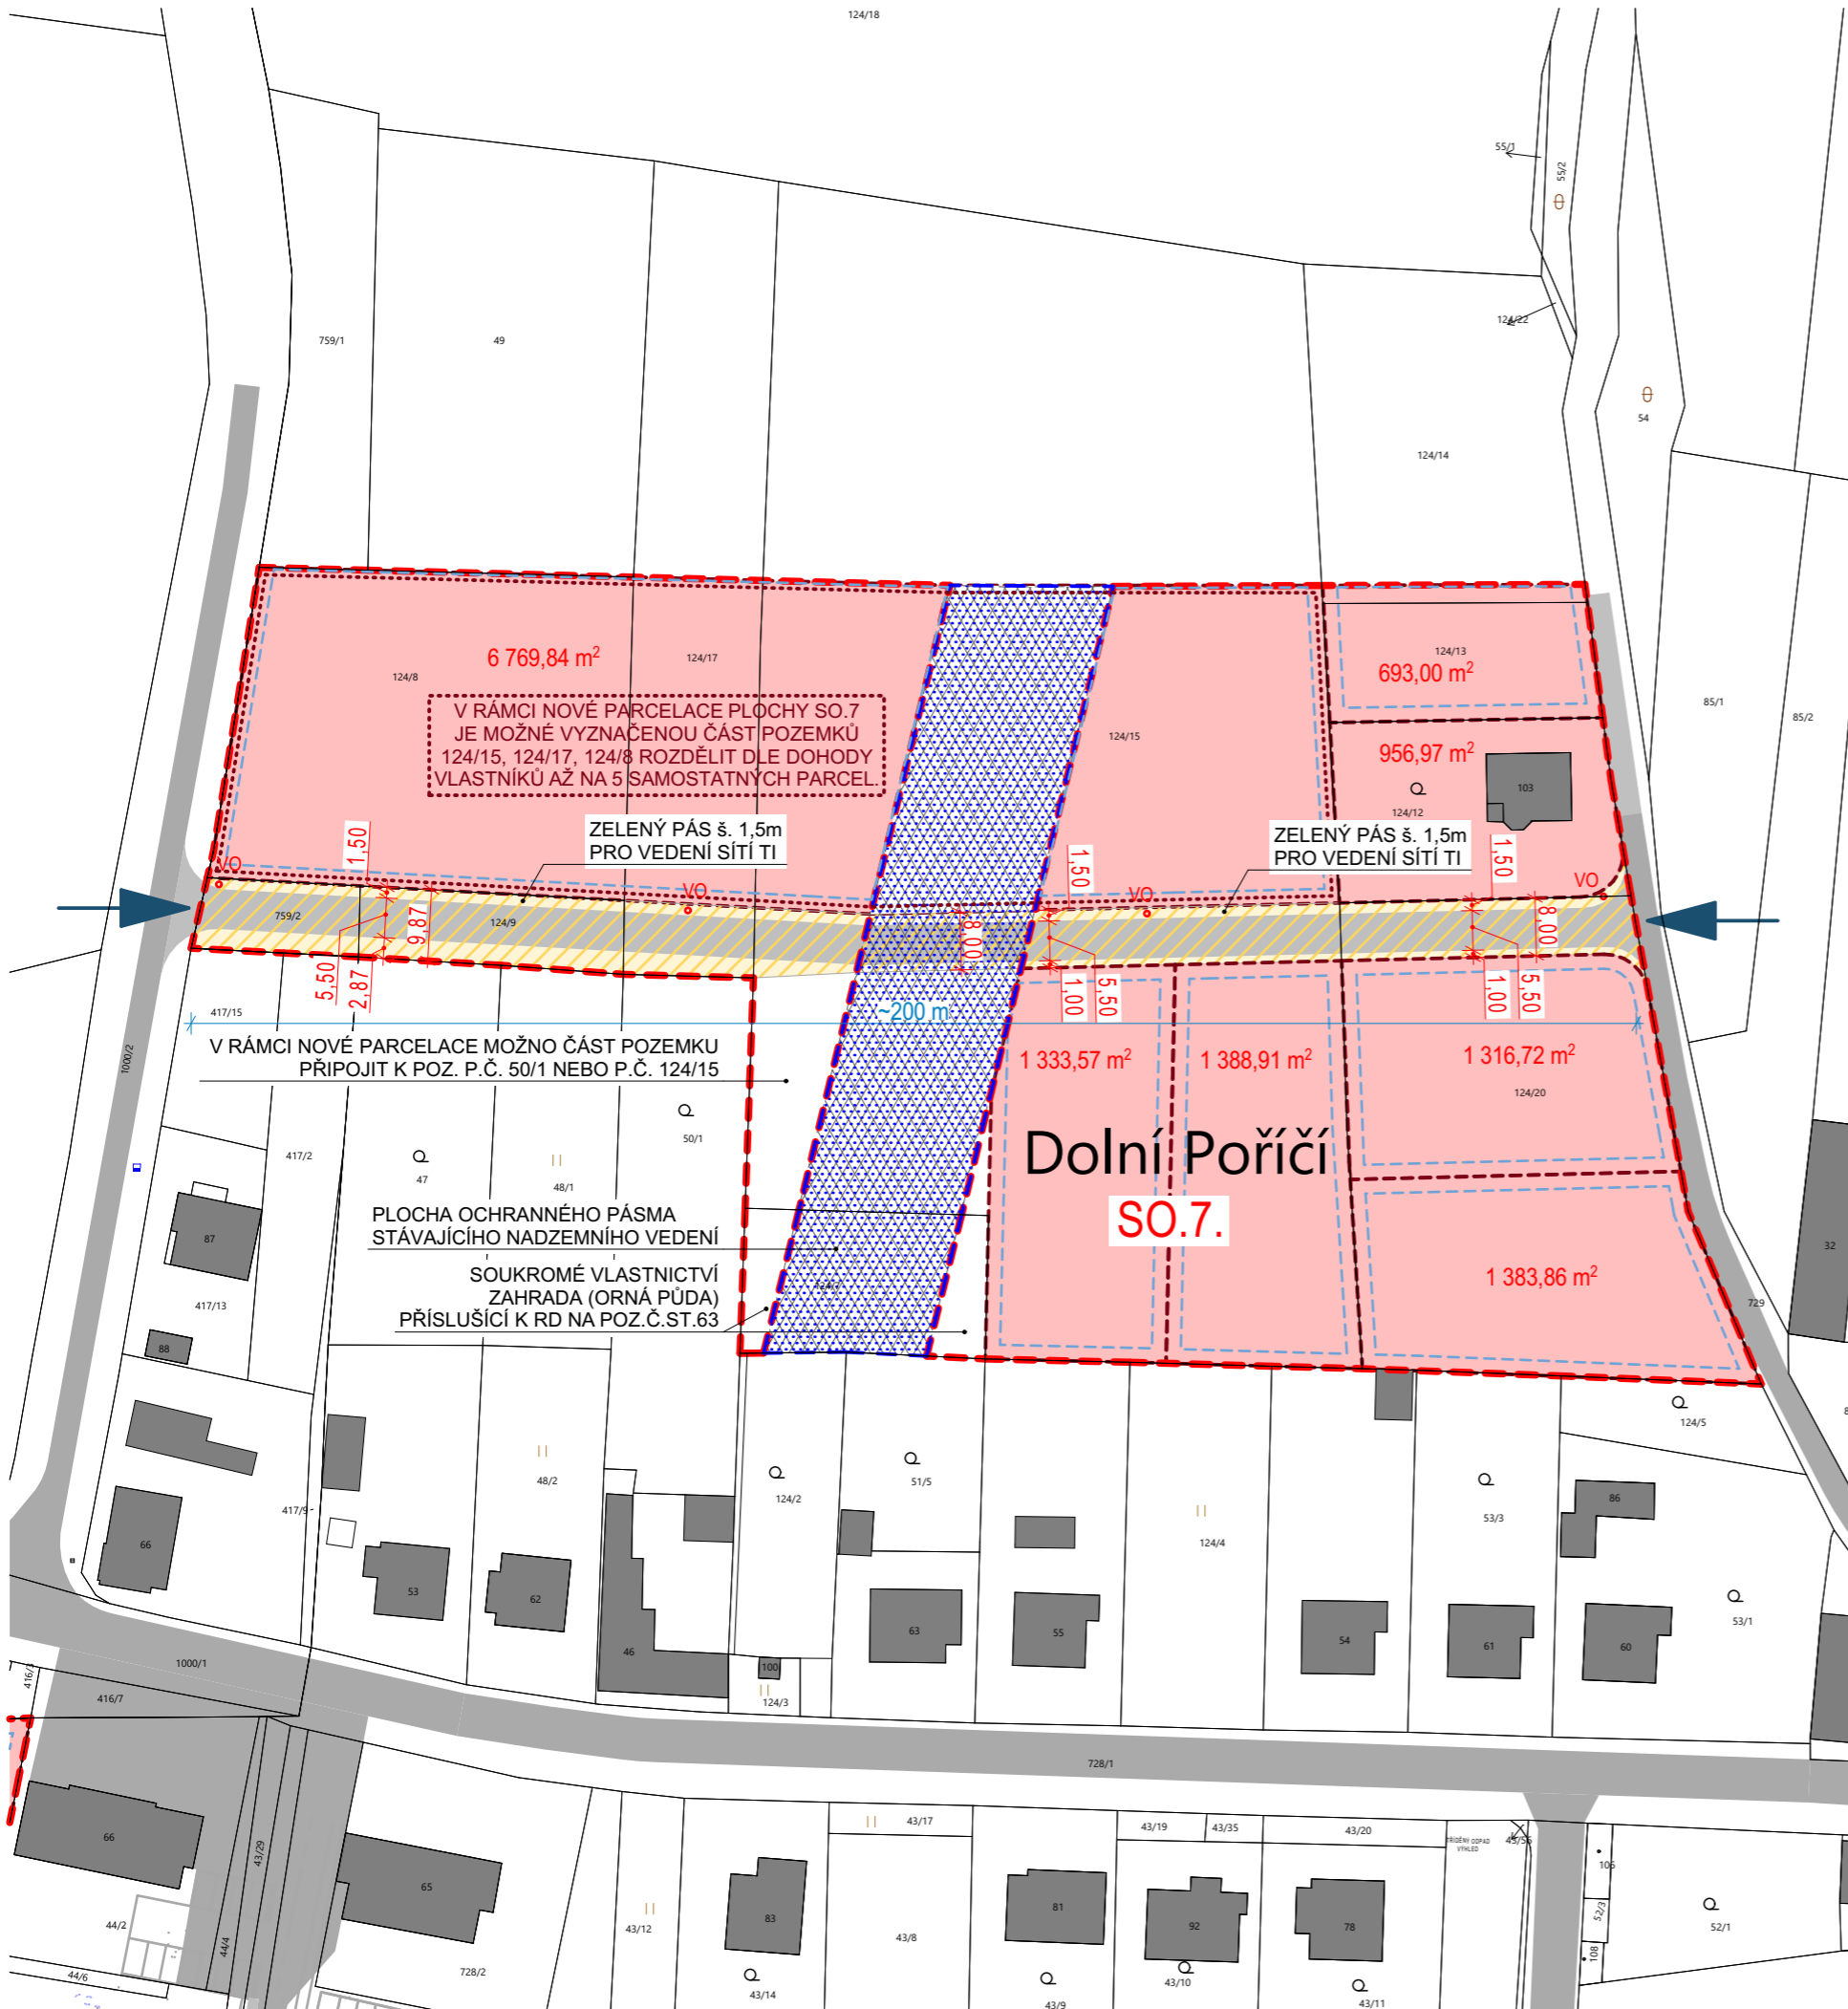 124/18
55/1
55/2
124/22
759/1
49
54
124/14
6 769,84 m²
124/17
124/8
124/13
693,00 m²
85/1
85/2
V RÁMCI NOVÉ PARCELACE PLOCHY SO.7
JE MOŽNÉ VYZNAČENOU ČÁST POZEMKŮ
124/15, 124/17, 124/8 ROZDĚLIT DLE DOHODY
VLASTNÍKŮ AŽ NA 5 SAMOSTATNÝCH PARCEL.
124/15
956,97 m²
103
124/12
ZELENÝ PÁS š. 1,5m
PRO VEDENÍ SÍTÍ TI
ZELENÝ PÁS š. 1,5m
PRO VEDENÍ SÍTÍ TI
1,50
1,50
1,50
VO
VO
VO
VO
759/2
124/9
9,87
8,00
8,00
5,50
2,87
1,00
5,50
1,00
5,50
417/15
~200 m
1000/2
V RÁMCI NOVÉ PARCELACE MOŽNO ČÁST POZEMKU
PŘIPOJIT K POZ. P.Č. 50/1 NEBO P.Č. 124/15
1 333,57 m²
1 388,91 m²
1 316,72 m²
124/20
50/1
417/2
47
48/1
Dolní Poříčí
SO.7.
PLOCHA OCHRANNÉHO PÁSMA
STÁVAJÍCÍHO NADZEMNÍHO VEDENÍ
87
32
SOUKROMÉ VLASTNICTVÍ
ZAHRADA (ORNÁ PŮDA)
PŘÍSLUŠÍCÍ K RD NA POZ.Č.ST.63
1 383,86 m²
417/13
729
88
124/5
48/2
51/5
124/2
417/9
53/3
86
124/4
66
53
62
53/1
63
55
54
61
60
46
100
1000/1
416/3
416/7
124/3
728/1
43/17
43/19
43/35
43/20
TŘÍDĚNÝ ODPAD
VÝHLED
43/56
66
43/29
65
105
83
81
92
78
52/3
52/1
44/2
44/4
43/12
43/8
108
728/2
44/6
43/14
43/9
43/10
43/11